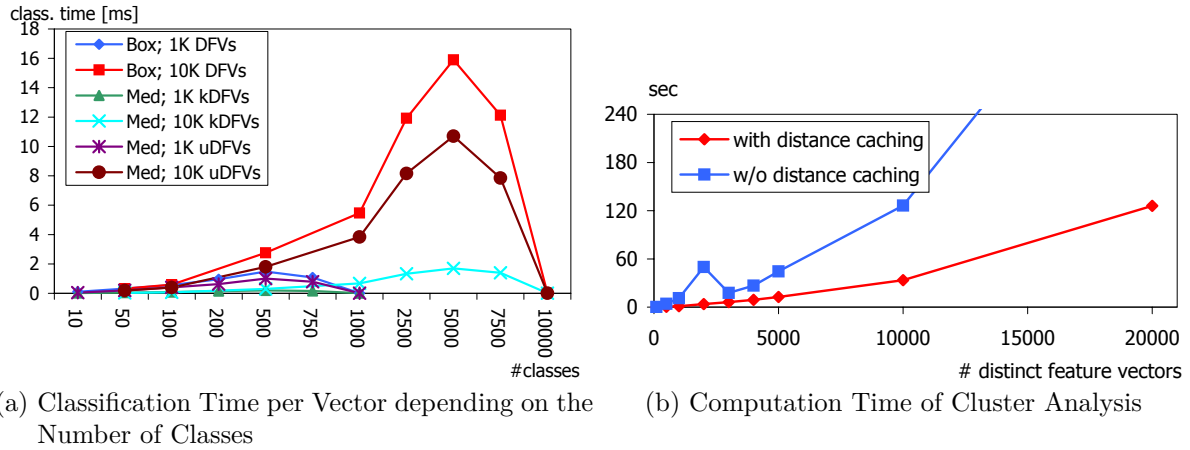 class. time [ms]
18
16
14
12
10
8
6
4
2
0
Box; 1K DFVs
Box; 10K DFVs
Med; 1K kDFVs
Med; 10K kDFVs
Med; 1K uDFVs
Med; 10K uDFVs
10
50
100
200
500
750
1000
2500
5000
7500
10000
#classes
(a) Classification Time per Vector depending on the
Number of Classes
sec
240
180
120
60
0
with distance caching
w/o distance caching
0 5000 10000 15000 20000
# distinct feature vectors
(b) Computation Time of Cluster Analysis